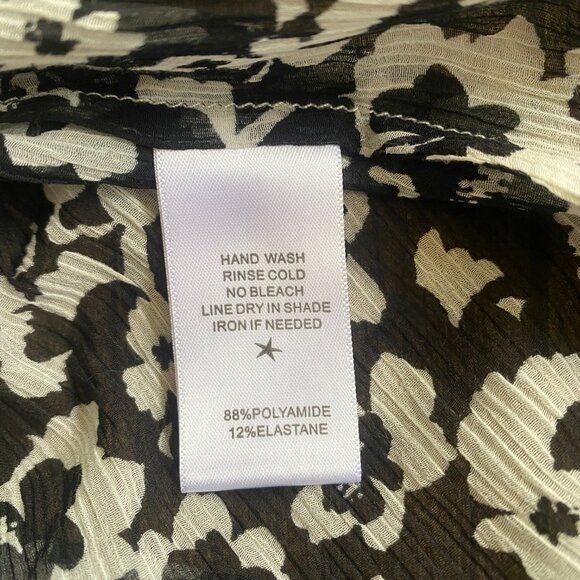 HAND WASH
RINSE COLD
NO BLEACH
LINE DRY IN SHADE
IRON IF NEEDED
88%POLYAMIDE
12%ELASTANE